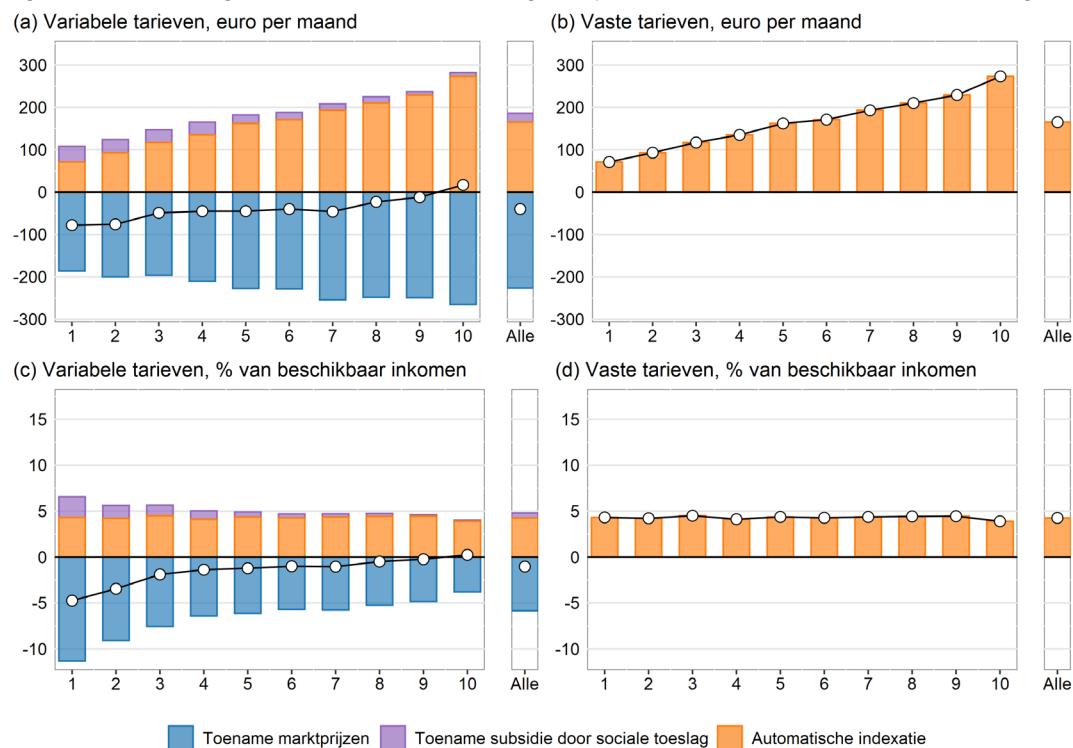 (a) Variabele tarieven, euro per maand
(b) Vaste tarieven, euro per maand
300
200
100
0
-100
-200
-300
1 2 3 4 5 6 7 8 9 10 Alle
300
200
100
0
-100
-200
-300
1 2 3 4 5 6 7 8 9 10 Alle
(c) Variabele tarieven, % van beschikbaar inkomen
(d) Vaste tarieven, % van beschikbaar inkomen
15
10
5
0
-5
-10
1 2 3 4 5 6 7 8 9 10 Alle
15
10
5
0
-5
-10
1 2 3 4 5 6 7 8 9 10 Alle
Toename marktprijzen Toename subsidie door sociale toeslag Automatische indexatie